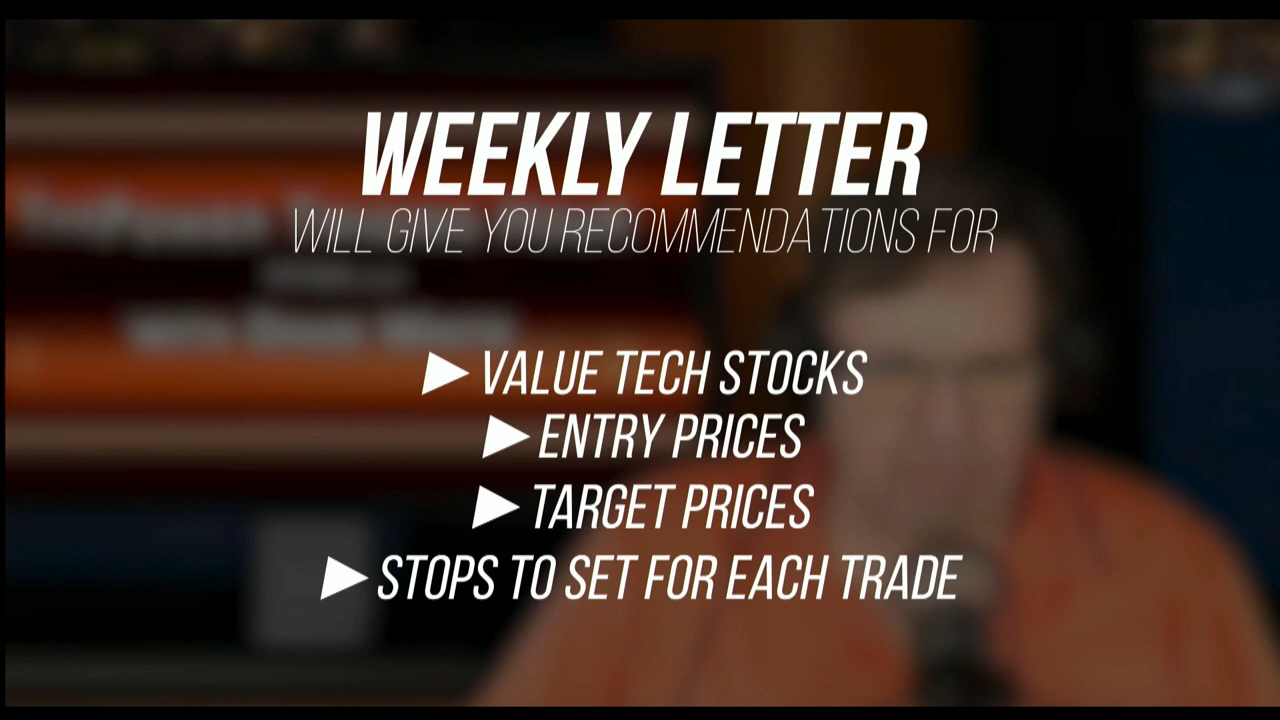 WEEKLY LETTER
WILL GIVE YOU RECOMMENDATIONS FOR
▶ VALUE TECH STOCKS
▶ ENTRY PRICES
▶ TARGET PRICES
▶ STOPS TO SET FOR EACH TRADE